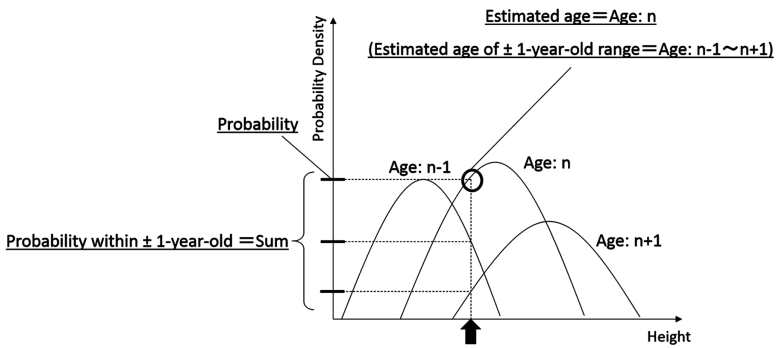 Estimated age＝Age: n
(Estimated age of ± 1-year-old range＝Age: n-1～n+1)
Probability Density
Probability
Age: n-1
Age: n
Age: n+1
Probability within ± 1-year-old ＝Sum
Height